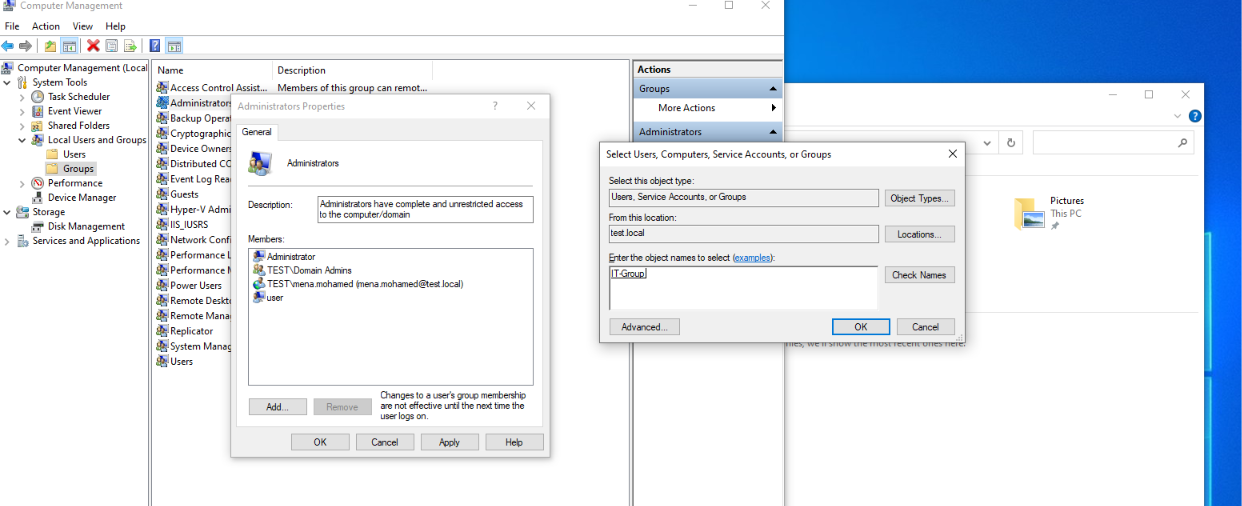 Computer Management
File Action View Help
Computer Management (Local
System Tools
Task Scheduler
Event Viewer
Shared Folders
Local Users and Groups
Users
Groups
Performance
Device Manager
Storage
Disk Management
Services and Applications
Name Description
Access Control Assist... Members of this group can remot...
Administrators
Backup Operat
Cryptographic
Device Owners
Distributed CO
Event Log Rea
Guests
Hyper-V Admi
IIS_IUSRS
Network Confi
Performance L
Performance M
Power Users
Remote Deskto
Remote Mana
Replicator
System Manag
Users
Administrators Properties
General
Administrators
Description: Administrators have complete and unrestricted access
to the computer/domain
Members:
Administrator
TEST\Domain Admins
TEST\mena.mohamed (mena.mohamed@test.local)
user
Add... Remove
Changes to a user's group membership
are not effective until the next time the
user logs on.
OK Cancel Apply Help
Actions
Groups
More Actions
Administrators
Select Users, Computers, Service Accounts, or Groups
Select this object type:
Users, Service Accounts, or Groups Object Types...
From this location:
test.local Locations...
Enter the object names to select (examples):
IT-Group Check Names
Advanced... OK Cancel
Pictures
This PC
we'll show the most recent ones here.